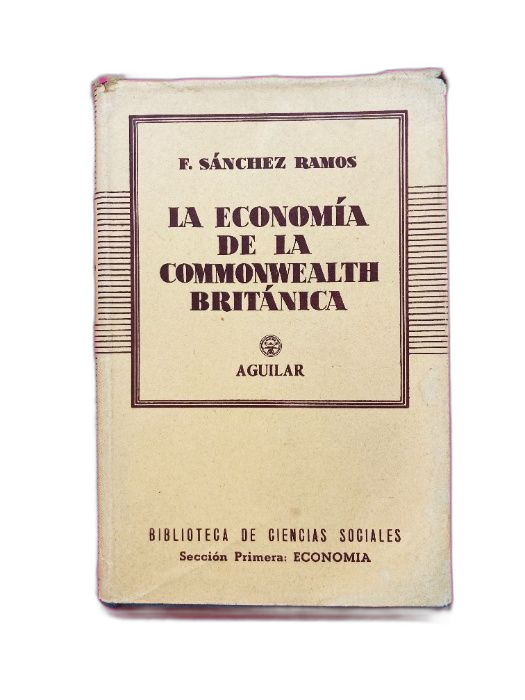 F. SÁNCHEZ RAMOS
LA ECONOMÍA
DE LA
COMMONWEALTH
BRITÁNICA
AGUILAR
BIBLIOTECA DE CIENCIAS SOCIALES
Sección Primera: ECONOMIA